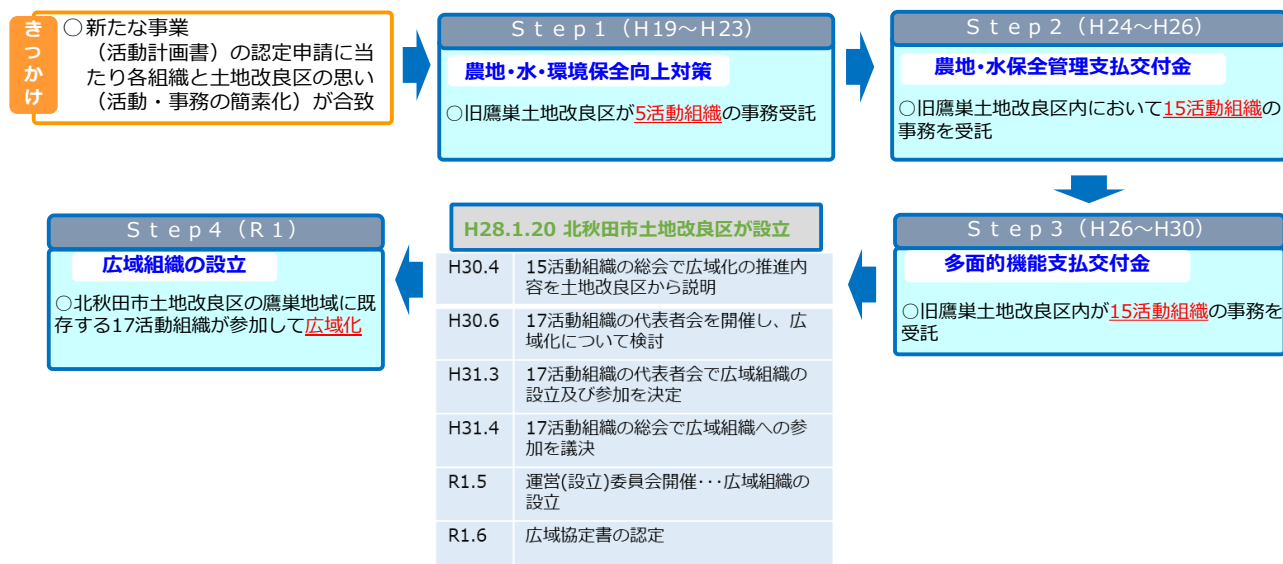 きっかけ
○新たな事業
（活動計画書）の認定申請に当
たり各組織と土地改良区の思い
（活動・事務の簡素化）が合致
Ｓｔｅｐ１（H19～H23）
農地・水・環境保全向上対策
○旧鷹巣土地改良区が5活動組織の事務受託
Ｓｔｅｐ２（H24～H26）
農地・水保全管理支払交付金
○旧鷹巣土地改良区内において15活動組織の
事務を受託
Ｓｔｅｐ３（H26～H30）
多面的機能支払交付金
○旧鷹巣土地改良区内が15活動組織の事務を
受託
H28.1.20 北秋田市土地改良区が設立
H30.4 15活動組織の総会で広域化の推進内
容を土地改良区から説明
H30.6 17活動組織の代表者会を開催し、広
域化について検討
H31.3 17活動組織の代表者会で広域組織の
設立及び参加を決定
H31.4 17活動組織の総会で広域組織への参
加を議決
R1.5 運営(設立)委員会開催･･･広域組織の
設立
R1.6 広域協定書の認定
Ｓｔｅｐ４（R１）
広域組織の設立
○北秋田市土地改良区の鷹巣地域に既
存する17活動組織が参加して広域化